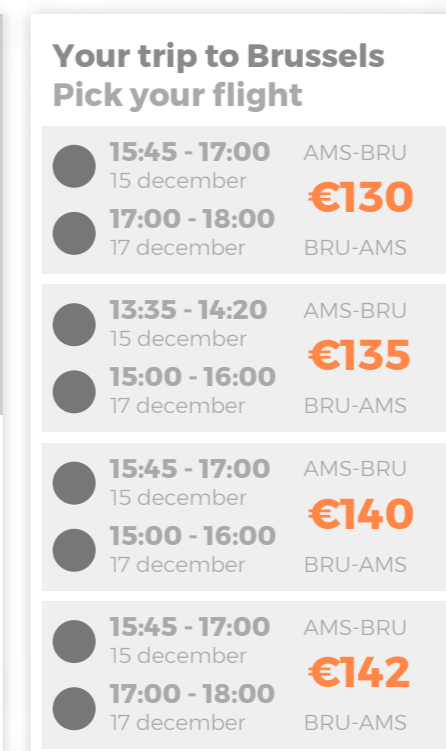 Your trip to Brussels
Pick your flight
15:45 - 17:00 AMS-BRU
15 december
€130
17:00 - 18:00
17 december BRU-AMS
13:35 - 14:20 AMS-BRU
15 december
€135
15:00 - 16:00
17 december BRU-AMS
15:45 - 17:00 AMS-BRU
15 december
€140
15:00 - 16:00
17 december BRU-AMS
15:45 - 17:00 AMS-BRU
15 december
€142
17:00 - 18:00
17 december BRU-AMS